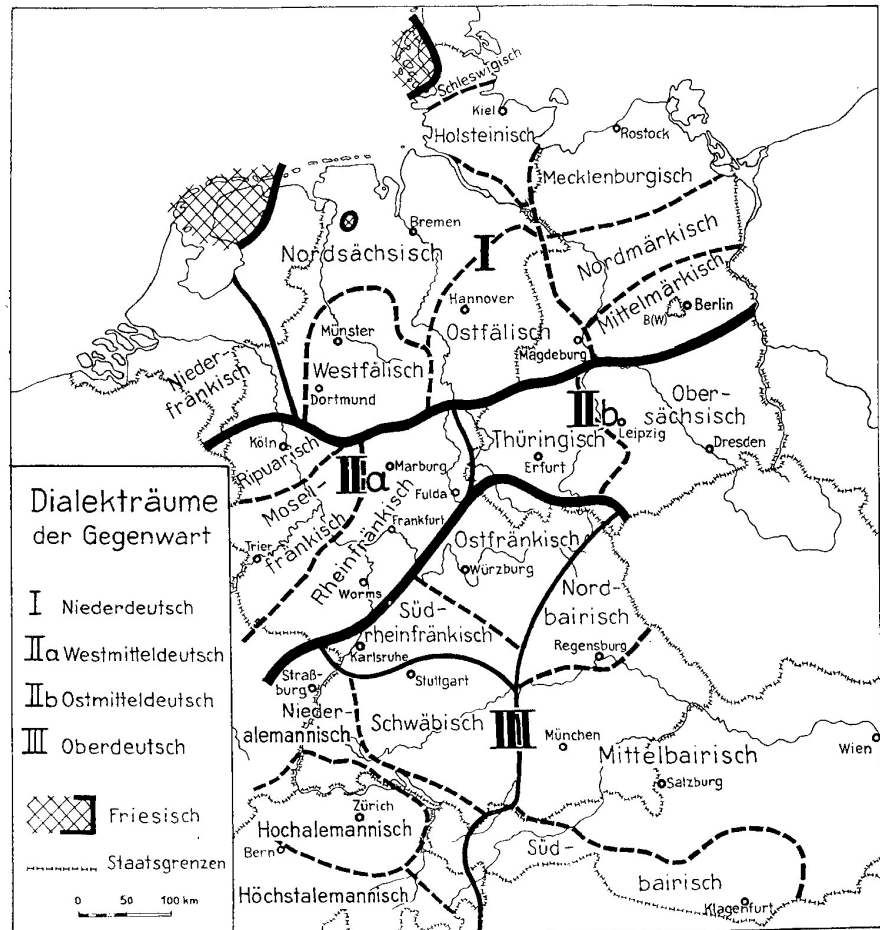 Schleswigisch
Kiel
Holsteinisch
Rostock
Mecklenburgisch
Bremen
Nordsächsisch
I
Nordmärkisch
Mittelmärkisch
Hannover
Berlin
B(W)
Ostfälisch
Münster
Magdeburg
Westfälisch
Nieder-
fränkisch
Dortmund
IIb
Ober-
sächsisch
Leipzig
Köln
Ripuarisch
Thüringisch
Dresden
Erfurt
IIa
Marburg
Mosel-
fränkisch
Fulda
Trier
Rheinfränkisch
Frankfurt
Ostfränkisch
Würzburg
Worms
Nord-
bairisch
Süd-
rheinfränkisch
Karlsruhe
Regensburg
Straß-
burg
Stuttgart
Nieder-
alemannisch
Schwäbisch
III
München
Mittelbairisch
Wien
Salzburg
Zürich
Hochalemannisch
Bern
Süd-
bairisch
Höchstalemannisch
Klagenfurt
Dialekträume
der Gegenwart
I Niederdeutsch
IIa Westmitteldeutsch
IIb Ostmitteldeutsch
III Oberdeutsch
Friesisch
Staatsgrenzen
0 50 100 km